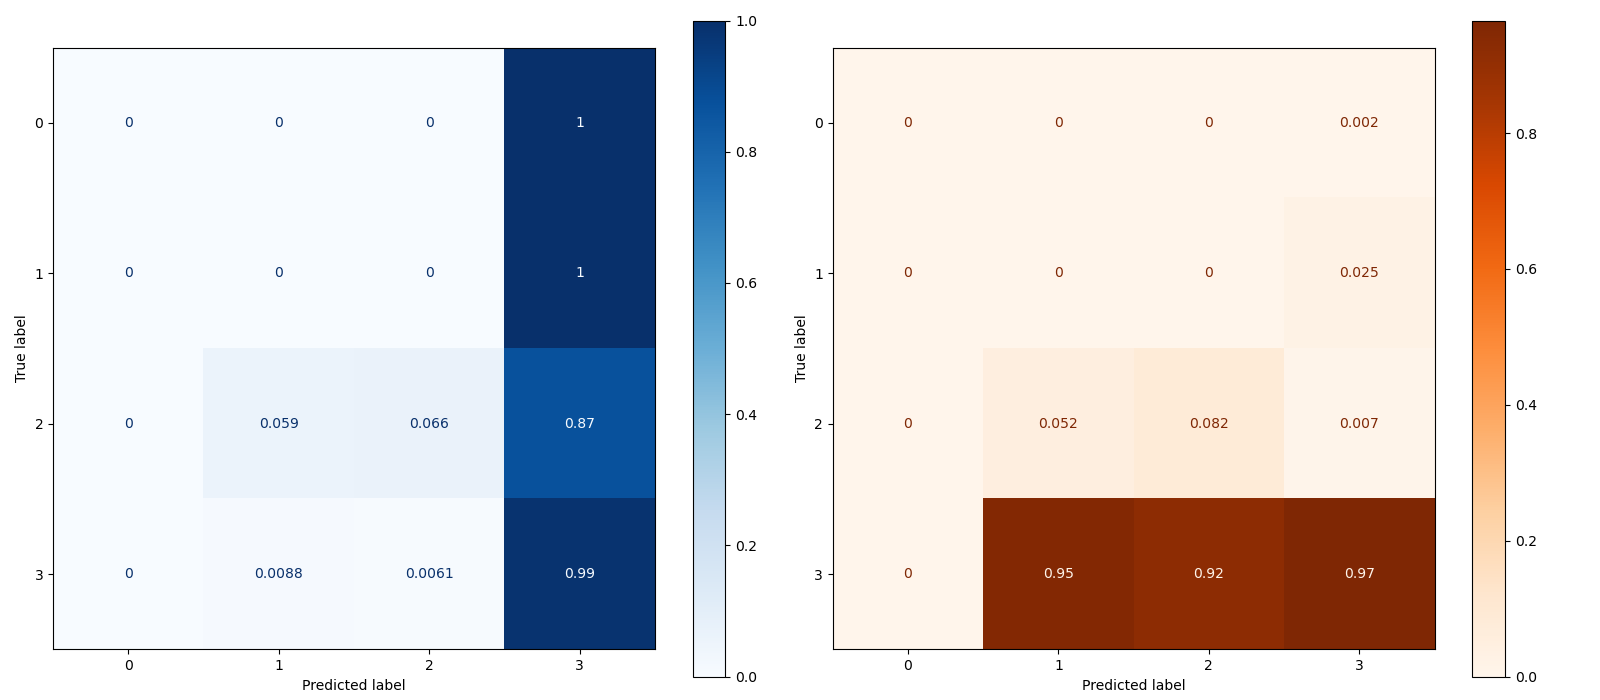 1.0
0 0 0 0 1
0.8
1 0 0 0 1
0.6
True label
0.4
2 0 0.059 0.066 0.87
0.2
3 0 0.0088 0.0061 0.99
0.0
0 1 2 3
Predicted label
0 0 0 0 0.002
0.8
1 0 0 0 0.025
0.6
True label
0.4
2 0 0.052 0.082 0.007
0.2
3 0 0.95 0.92 0.97
0.0
0 1 2 3
Predicted label